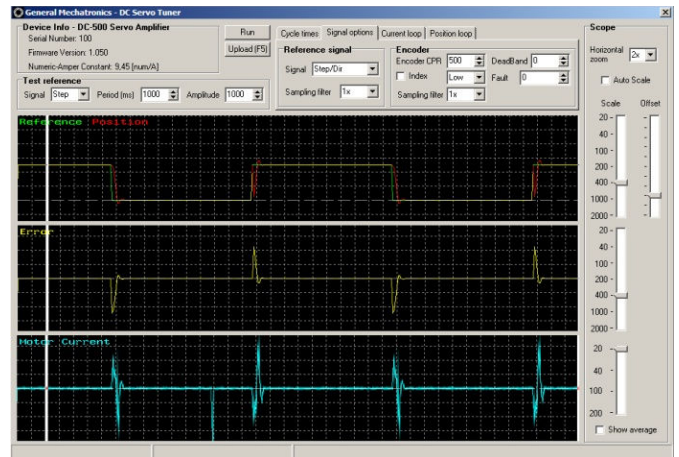 General Mechatronics - DC Servo Tuner
Device Info - DC-500 Servo Amplifier
Serial Number: 100
Firmware Version: 1.050
Numeric-Amper Constant: 9,45 [num/A]
Run
Upload (F5)
Test reference
Signal Step Period (ms) 1000 Amplitude 1000
Cycle times Signal options Current loop Position loop
Reference signal
Signal Step/Dir
Sampling filter 1x
Encoder
Encoder CPR 500 DeadBand 0
Index Low Fault 0
Sampling filter 1x
Scope
Horizontal zoom 2x
Auto Scale
Scale Offset
20
40
100
200
400
1000
2000
Reference Position
Error
20
40
100
200
400
1000
2000
Motor Current
20
40
100
200
Show average